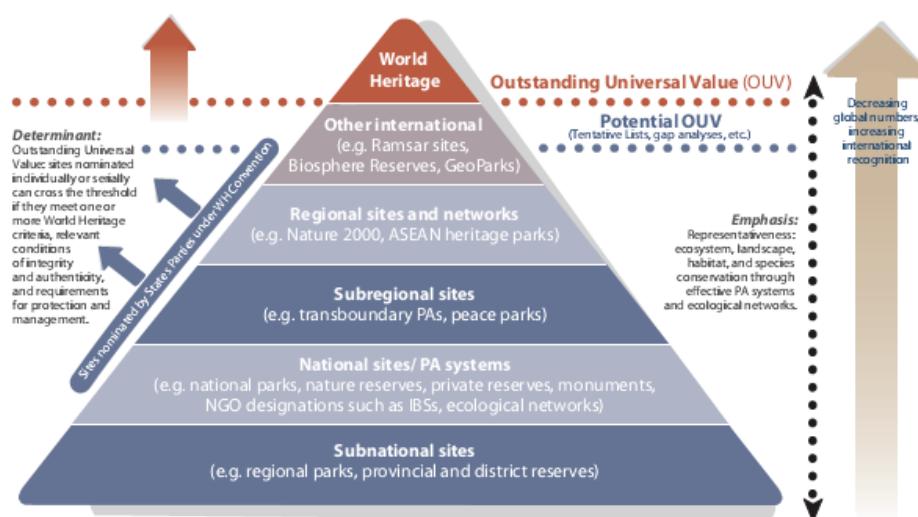 World
Heritage
Outstanding Universal Value (OUV)
Other international
(e.g. Ramsar sites,
Biosphere Reserves, GeoParks)
Potential OUV
(Tentative Lists, gap analyses, etc.)
Decreasing
global numbers,
increasing
international
recognition
Determinant:
Outstanding Universal
Value: sites nominated
individually or serially
can cross the threshold
if they meet one or
more World Heritage
criteria, relevant
conditions
of integrity
and authenticity,
and requirements
for protection and
management.
Sites nominated by States Parties under WH Convention
Regional sites and networks
(e.g. Nature 2000, ASEAN heritage parks)
Emphasis:
Representativeness:
ecosystem, landscape,
habitat, and species
conservation through
effective PA systems
and ecological networks.
Subregional sites
(e.g. transboundary PAs, peace parks)
National sites/ PA systems
(e.g. national parks, nature reserves, private reserves, monuments,
NGO designations such as IBSs, ecological networks)
Subnational sites
(e.g. regional parks, provincial and district reserves)